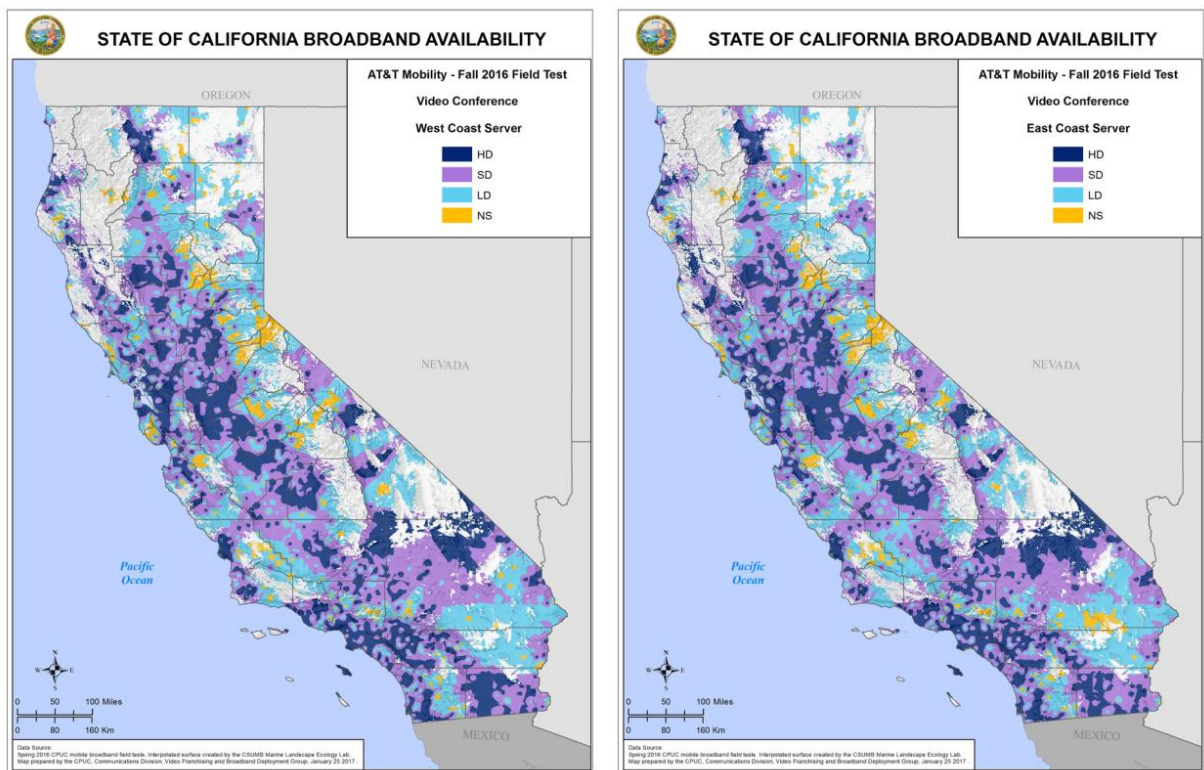 STATE OF CALIFORNIA BROADBAND AVAILABILITY
AT&T Mobility - Fall 2016 Field Test
Video Conference
West Coast Server
HD
SD
LD
NS
OREGON
NEVADA
Pacific
Ocean
N
W E
S
0 50 100 Miles
0 80 160 Km
MEXICO
Data Source:
Spring 2016 CPUC mobile broadband field tests. Interpolated surface created by the CSUMB Marine Landscape Ecology Lab.
Map prepared by the CPUC, Communications Division, Video Franchising and Broadband Deployment Group, January 25 2017 .
STATE OF CALIFORNIA BROADBAND AVAILABILITY
AT&T Mobility - Fall 2016 Field Test
Video Conference
East Coast Server
HD
SD
LD
NS
OREGON
NEVADA
Pacific
Ocean
N
W E
S
0 50 100 Miles
0 80 160 Km
MEXICO
Data Source:
Spring 2016 CPUC mobile broadband field tests. Interpolated surface created by the CSUMB Marine Landscape Ecology Lab.
Map prepared by the CPUC, Communications Division, Video Franchising and Broadband Deployment Group, January 25 2017 .